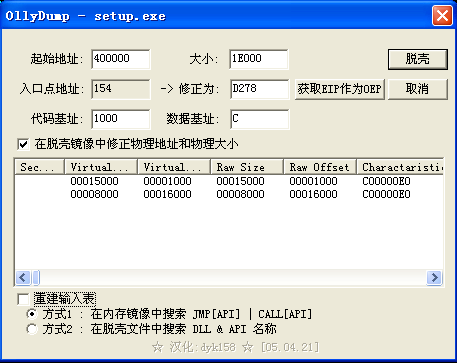 OllyDump - setup.exe
起始地址: 400000 大小: 1E000 脱壳
入口点地址: 154 -> 修正为: D278 获取EIP作为OEP 取消
代码基址: 1000 数据基址: C
在脱壳镜像中修正物理地址和物理大小
Sec... Virtual... Virtual... Raw Size Raw Offset Charactaristic
00015000 00001000 00015000 00001000 C00000E0
00008000 00016000 00008000 00016000 C00000E0
重建输入表
方式1 : 在内存镜像中搜索 JMP[API] | CALL[API]
方式2 : 在脱壳文件中搜索 DLL & API 名称
☆ 汉化:dyk158 ☆ [05.04.21]